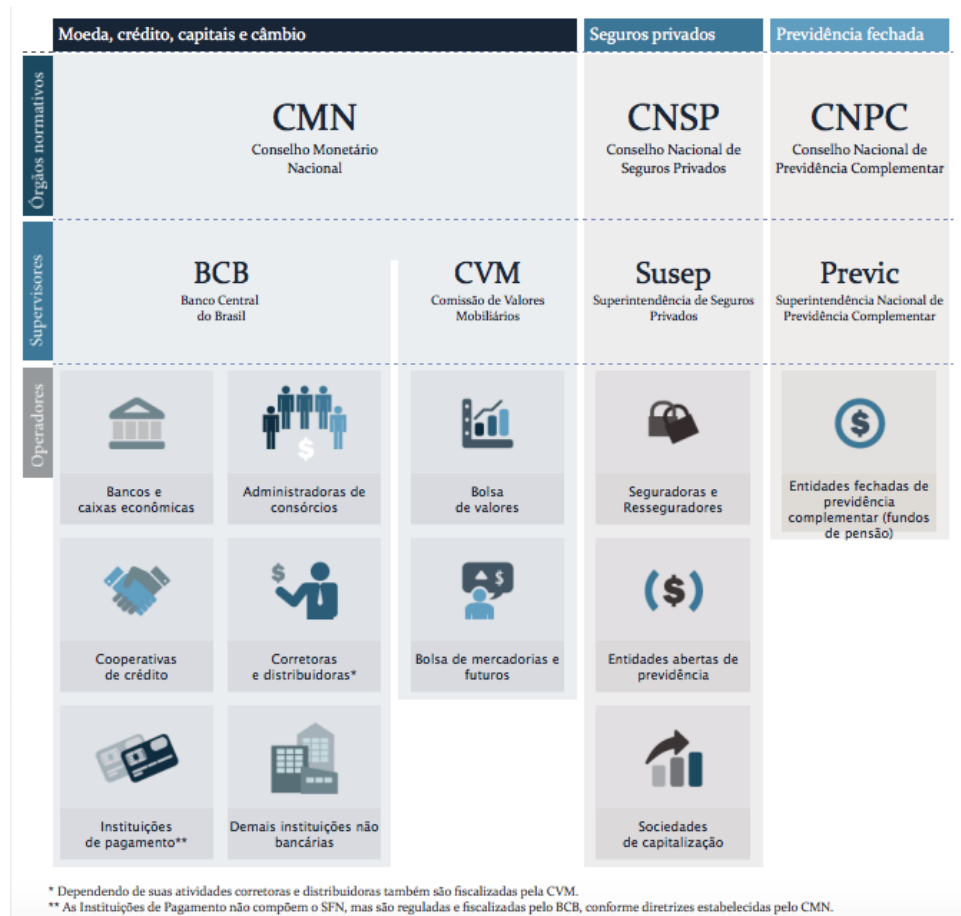 Moeda, crédito, capitais e câmbio
Seguros privados
Previdência fechada
Órgãos normativos
CMN
Conselho Monetário
Nacional
CNSP
Conselho Nacional de
Seguros Privados
CNPC
Conselho Nacional de
Previdência Complementar
Supervisores
BCB
Banco Central
do Brasil
CVM
Comissão de Valores
Mobiliários
Susep
Superintendência de Seguros
Privados
Previc
Superintendência Nacional de
Previdência Complementar
Operadores
Bancos e
caixas econômicas
Administradoras de
consórcios
Bolsa
de valores
Seguradoras e
Resseguradores
Entidades fechadas de
previdência
complementar (fundos
de pensão)
Cooperativas
de crédito
Corretoras
e distribuidoras*
Bolsa de mercadorias e
futuros
Entidades abertas de
previdência
Instituições
de pagamento**
Demais instituições não
bancárias
Sociedades
de capitalização
* Dependendo de suas atividades corretoras e distribuidoras também são fiscalizadas pela CVM.
** As Instituições de Pagamento não compõem o SFN, mas são reguladas e fiscalizadas pelo BCB, conforme diretrizes estabelecidas pelo CMN.